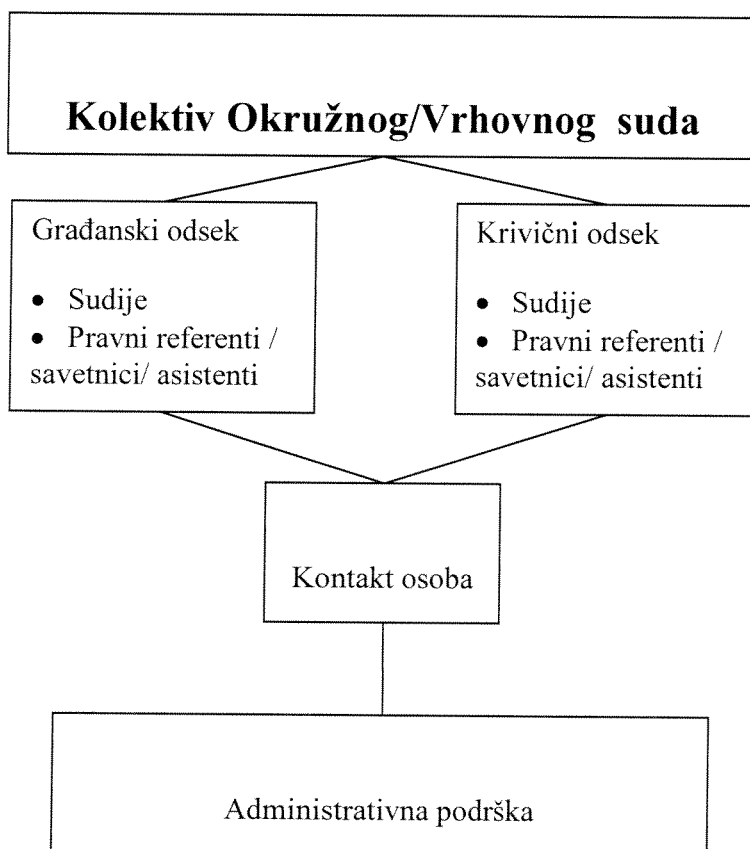 Kolektiv Okružnog/Vrhovnog suda
Građanski odsek
• Sudije
• Pravni referenti /
savetnici/ asistenti
Krivični odsek
• Sudije
• Pravni referenti /
savetnici/ asistenti
Kontakt osoba
Administrativna podrška